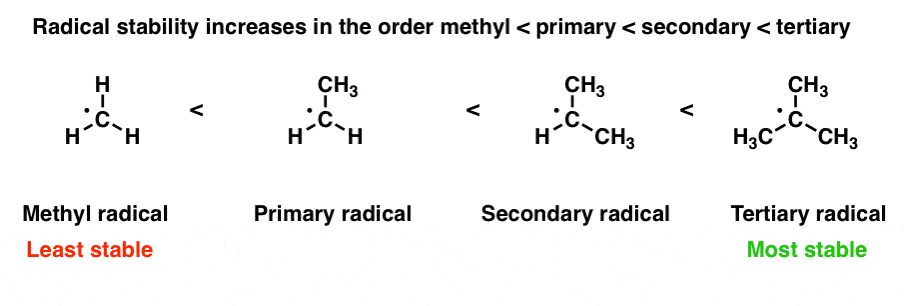 Radical stability increases in the order methyl < primary < secondary < tertiary
H CH₃ CH₃ CH₃
·C < ·C < ·C < ·C
H H H H H CH₃ H₃C CH₃
Methyl radical Primary radical Secondary radical Tertiary radical
Least stable Most stable